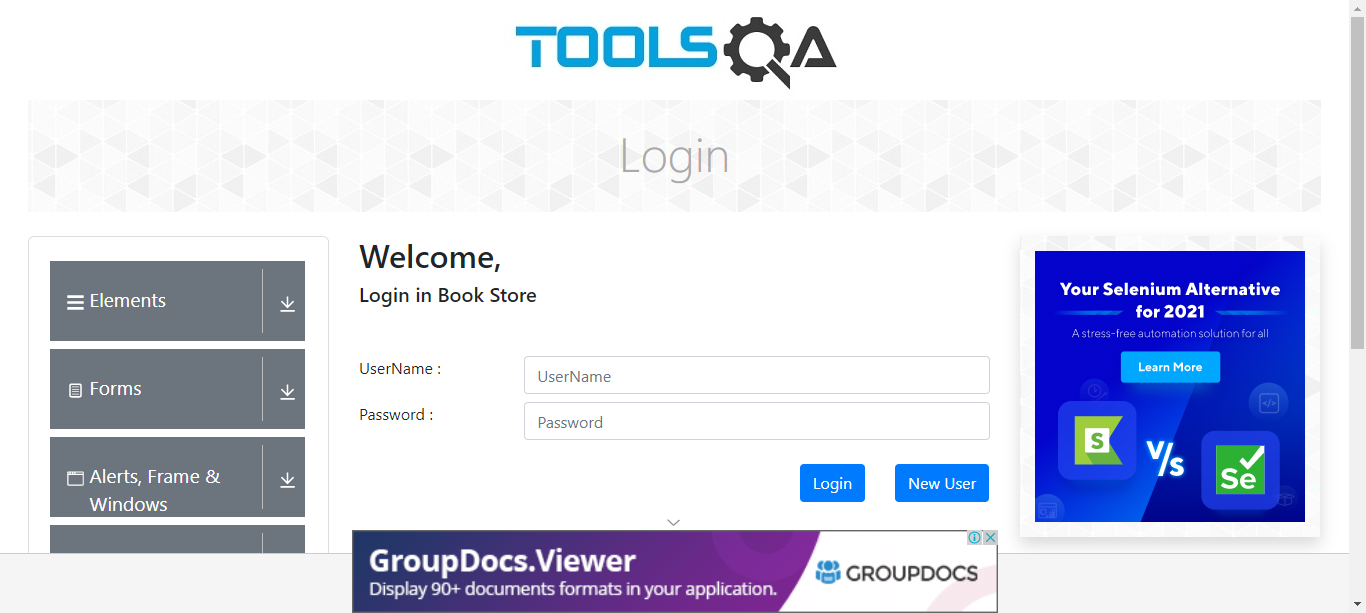 TOOLSQA
Login
Elements
Forms
Alerts, Frame &
Windows
Welcome,
Login in Book Store
UserName :
UserName
Password :
Password
Login
New User
Your Selenium Alternative
for 2021
A stress-free automation solution for all
Learn More
S
V/s
Se
GroupDocs.Viewer
Display 90+ documents formats in your application.
GROUPDOCS